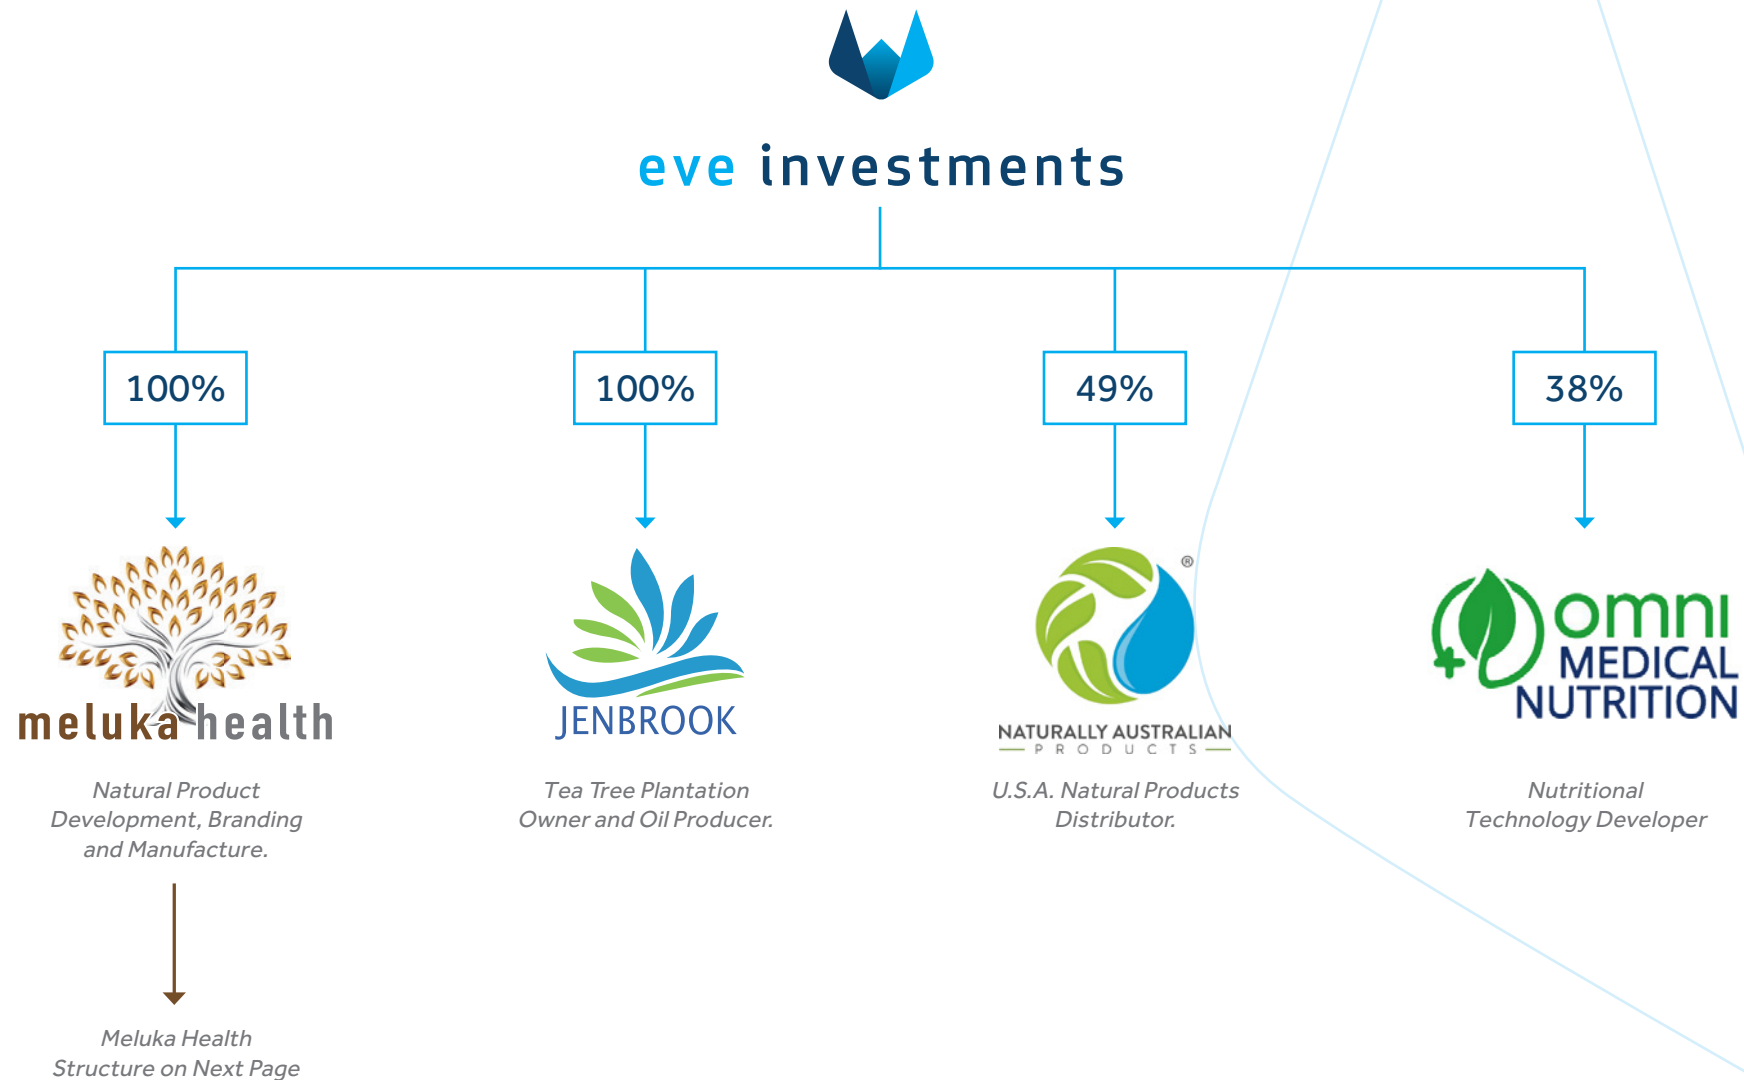 eve investments
100%
100%
49%
38%
meluka health
JENBROOK
®
NATURALLY AUSTRALIAN
PRODUCTS
omni
MEDICAL
NUTRITION
Natural Product
Development, Branding
and Manufacture.
Tea Tree Plantation
Owner and Oil Producer.
U.S.A. Natural Products
Distributor.
Nutritional
Technology Developer
Meluka Health
Structure on Next Page